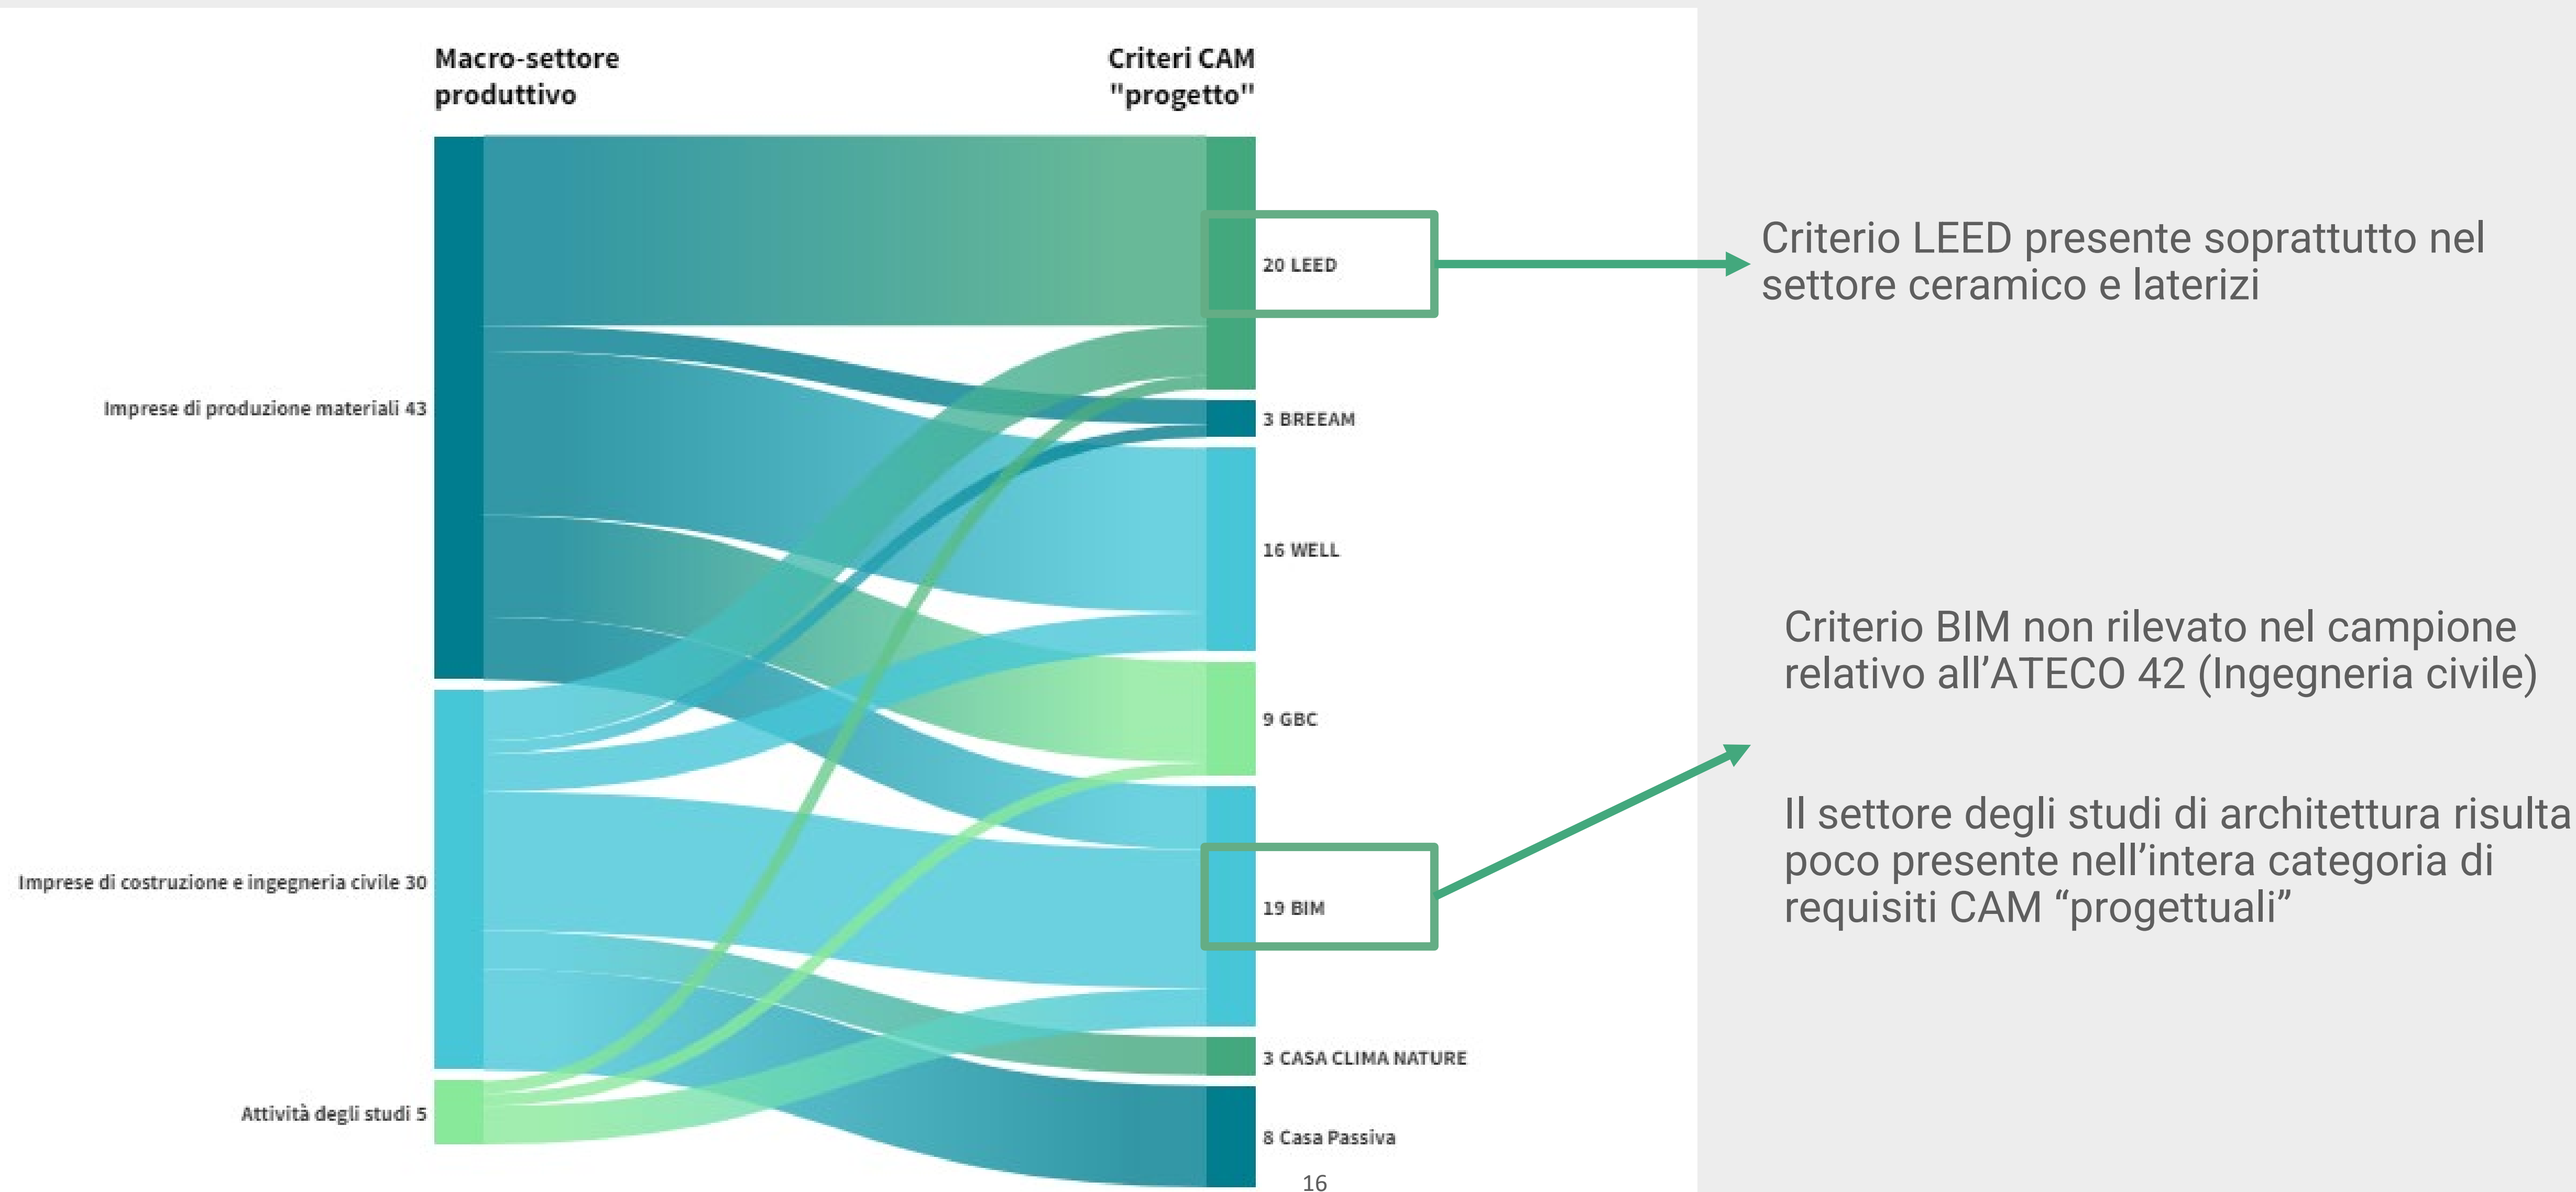 Macro-settore
produttivo
Criteri CAM
"progetto"
Imprese di produzione materiali 43
Imprese di costruzione e ingegneria civile 30
Attività degli studi 5
20 LEED
3 BREEAM
16 WELL
9 GBC
19 BIM
3 CASA CLIMA NATURE
8 Casa Passiva
Criterio LEED presente soprattutto nel
settore ceramico e laterizi
Criterio BIM non rilevato nel campione
relativo all’ATECO 42 (Ingegneria civile)
Il settore degli studi di architettura risulta
poco presente nell’intera categoria di
requisiti CAM “progettuali”
16